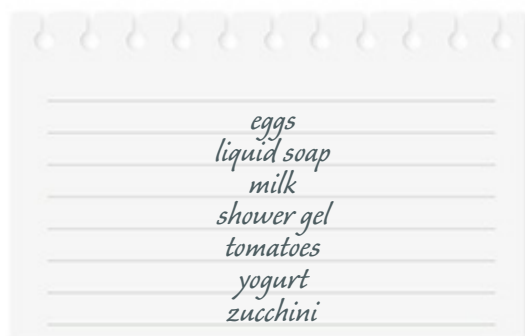 eggs
liquid soap
milk
shower gel
tomatoes
yogurt
zucchini